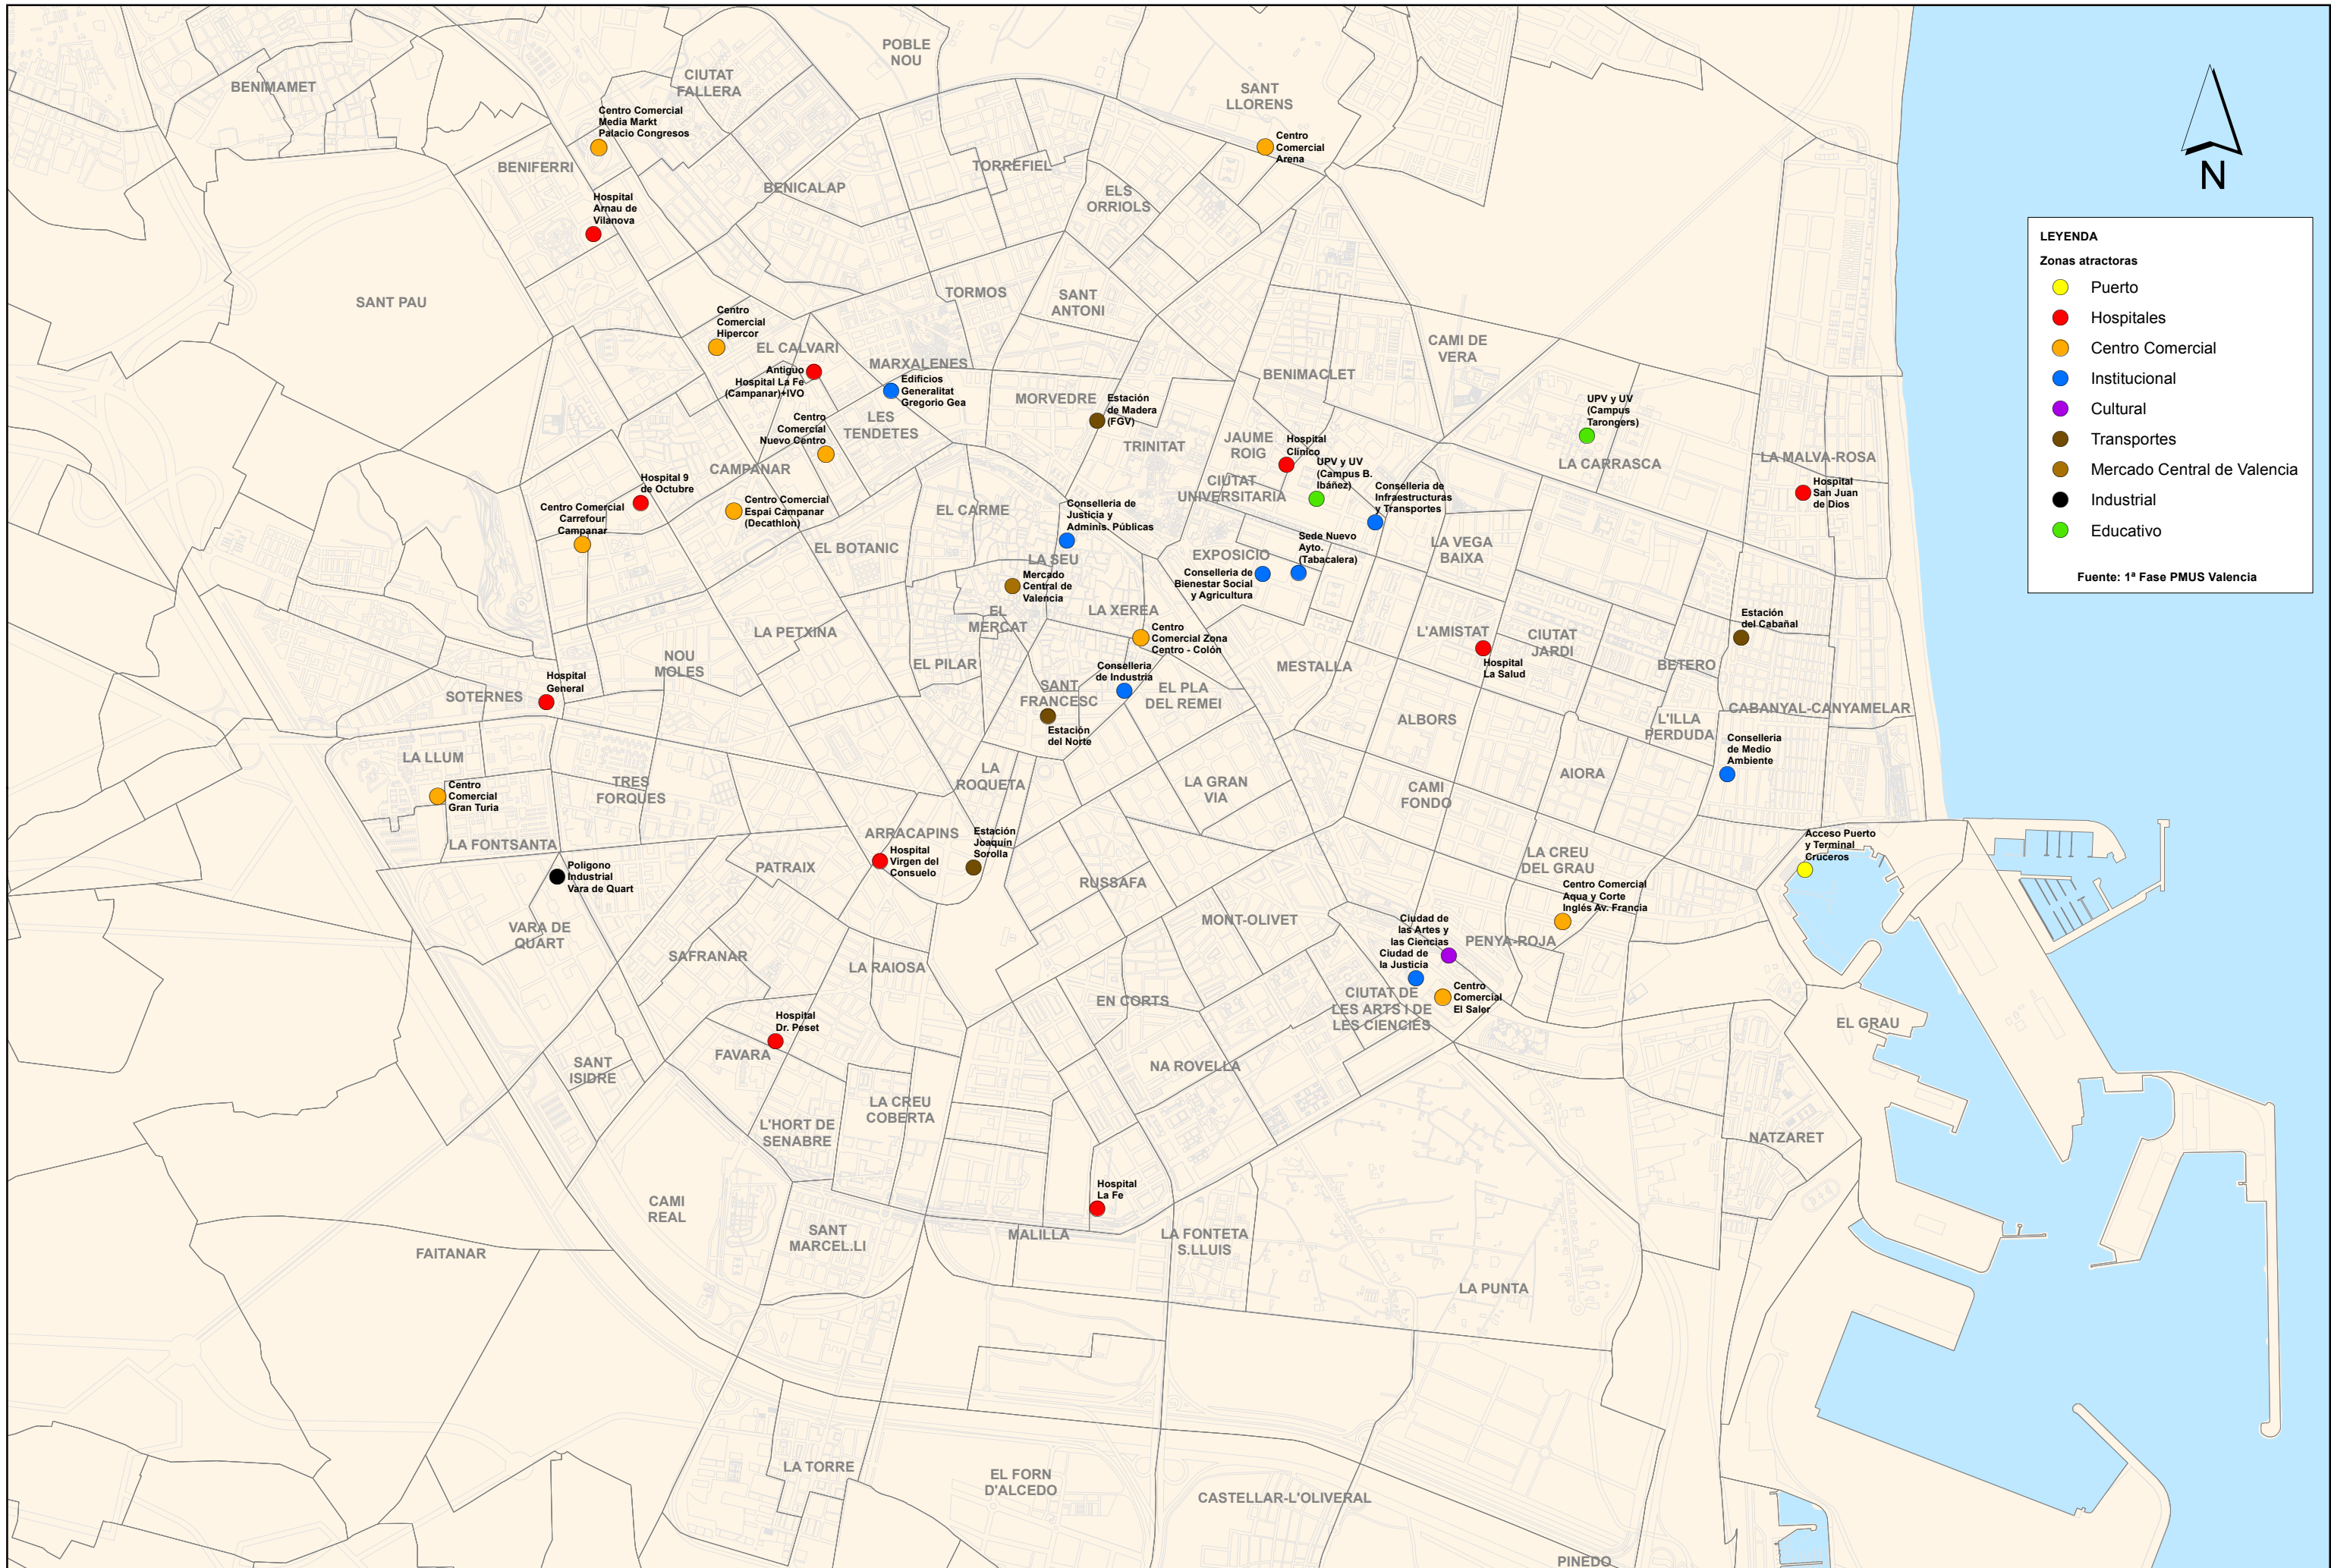 POBLE
NOU
BENIMAMET
CIUTAT
FALLERA
SANT
LLORENS
Centro Comercial
Media Markt
Palacio Congresos
Centro
Comercial
Arena
BENIFERRI
TORREFIEL
BENICALAP
ELS
ORRIOLS
Hospital
Arnau de
Vilanova
N
LEYENDA
Zonas atractoras
Puerto
Hospitales
Centro Comercial
Institucional
Cultural
Transportes
Mercado Central de Valencia
Industrial
Educativo
Fuente: 1ª Fase PMUS Valencia
SANT PAU
TORMOS
SANT
ANTONI
Centro
Comercial
Hipercor
EL CALVARI
MARXALENES
CAMI DE
VERA
BENIMACLET
Antiguo
Hospital La Fe
(Campanar)+IVO
Edificios
Generalitat
Gregorio Gea
MORVEDRE
Estación
de Madera
(FGV)
UPV y UV
(Campus
Tarongers)
Centro
Comercial
Nuevo Centro
LES
TENDETES
TRINITAT
JAUME
ROIG
Hospital
Clínico
LA CARRASCA
LA MALVA-ROSA
CAMPANAR
UPV y UV
(Campus B.
Ibáñez)
Hospital 9
de Octubre
CIUTAT
UNIVERSITARIA
Conselleria de
Infraestructuras
y Transportes
Hospital
San Juan
de Dios
Centro Comercial
Carrefour
Campanar
Centro Comercial
Espai Campanar
(Decathlon)
EL CARME
Conselleria de
Justicia y
Adminis. Públicas
EL BOTANIC
LA SEU
EXPOSICIO
Sede Nuevo
Ayto.
(Tabacalera)
LA VEGA
BAIXA
Conselleria de
Bienestar Social
y Agricultura
Mercado
Central de
Valencia
EL
MERCAT
LA XEREA
LA PETXINA
Centro
Comercial Zona
Centro - Colón
L'AMISTAT
CIUTAT
JARDI
Estación
del Cabañal
NOU
MOLES
EL PILAR
MESTALLA
Hospital
La Salud
BETERO
Hospital
General
SOTERNES
Conselleria
de Industria
SANT
FRANCESC
EL PLA
DEL REMEI
Estación
del Norte
ALBORS
L'ILLA
PERDUDA
CABANYAL-CANYAMELAR
Conselleria
de Medio
Ambiente
LA LLUM
TRES
FORQUES
LA
ROQUETA
LA GRAN
VIA
CAMI
FONDO
AIORA
Centro
Comercial
Gran Turia
LA FONTSANTA
ARRACAPINS
Estación
Joaquín
Sorolla
Acceso Puerto
y Terminal
Cruceros
Poligono
Industrial
Vara de Quart
PATRAIX
Hospital
Virgen del
Consuelo
RUSSAFA
LA CREU
DEL GRAU
Centro Comercial
Aqua y Corte
Inglés Av. Francia
VARA DE
QUART
MONT-OLIVET
Ciudad de
las Artes y
las Ciencias
PENYA-ROJA
Ciudad de
la Justicia
SAFRANAR
LA RAIOSA
EN CORTS
CIUTAT DE
LES ARTS I DE
LES CIENCIES
Centro
Comercial
El Saler
Hospital
Dr. Peset
EL GRAU
FAVARA
SANT
ISIDRE
NA ROVELLA
LA CREU
COBERTA
L'HORT DE
SENABRE
NATZARET
Hospital
La Fe
CAMI
REAL
SANT
MARCEL.LI
MALILLA
LA FONTETA
S.LLUIS
FAITANAR
LA PUNTA
LA TORRE
EL FORN
D'ALCEDO
CASTELLAR-L'OLIVERAL
PINEDO